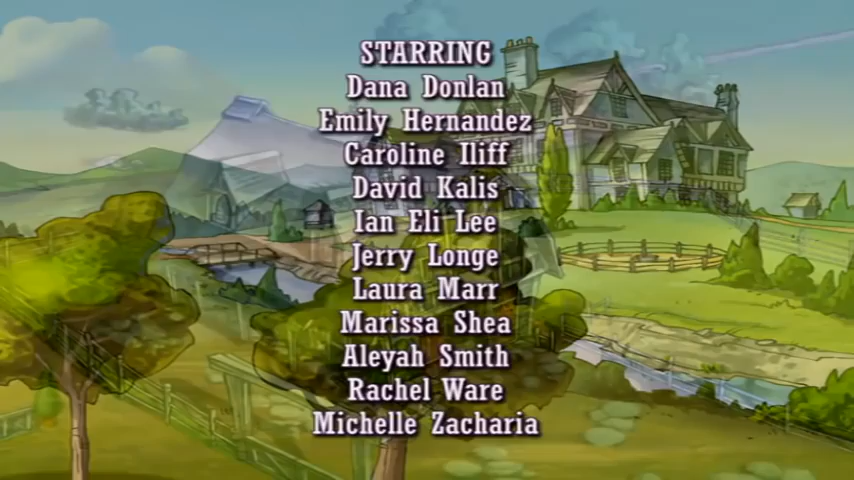 STARRING
Dana Donlan
Emily Hernandez
Caroline Iliff
David Kalis
Ian Eli Lee
Jerry Longe
Laura Marr
Marissa Shea
Aleyah Smith
Rachel Ware
Michelle Zacharia